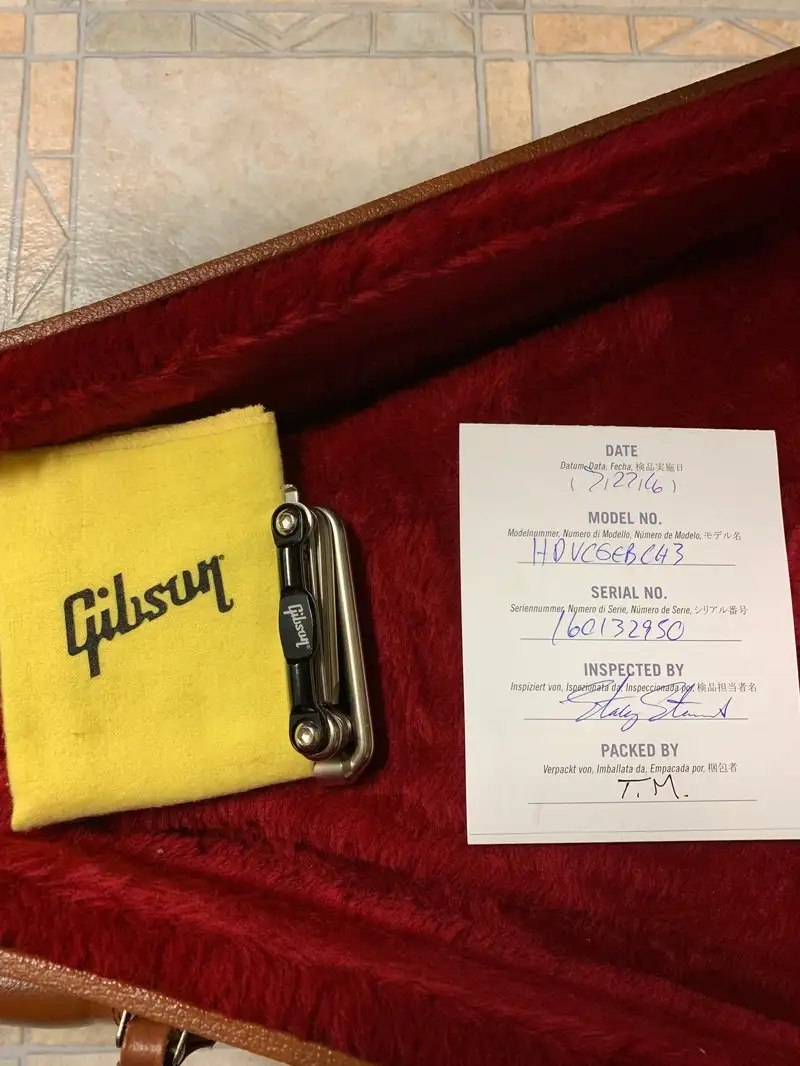 Gibson
Gibson
DATE
Datum, Data, Fecha, 検品実施日
(7/27/16)
MODEL NO.
Modelnummer, Numero di Modello, Número de Modelo, モデル名
HDVCGEBCH3
SERIAL NO.
Seriennummer, Numero di Serie, Número de Serie, シリアル番号
160132950
INSPECTED BY
Inspiziert von, Ispezionata da, Inspeccionada por, 検品担当者名
PACKED BY
Verpackt von, Imballata da, Empacada por, 梱包者
T.M.